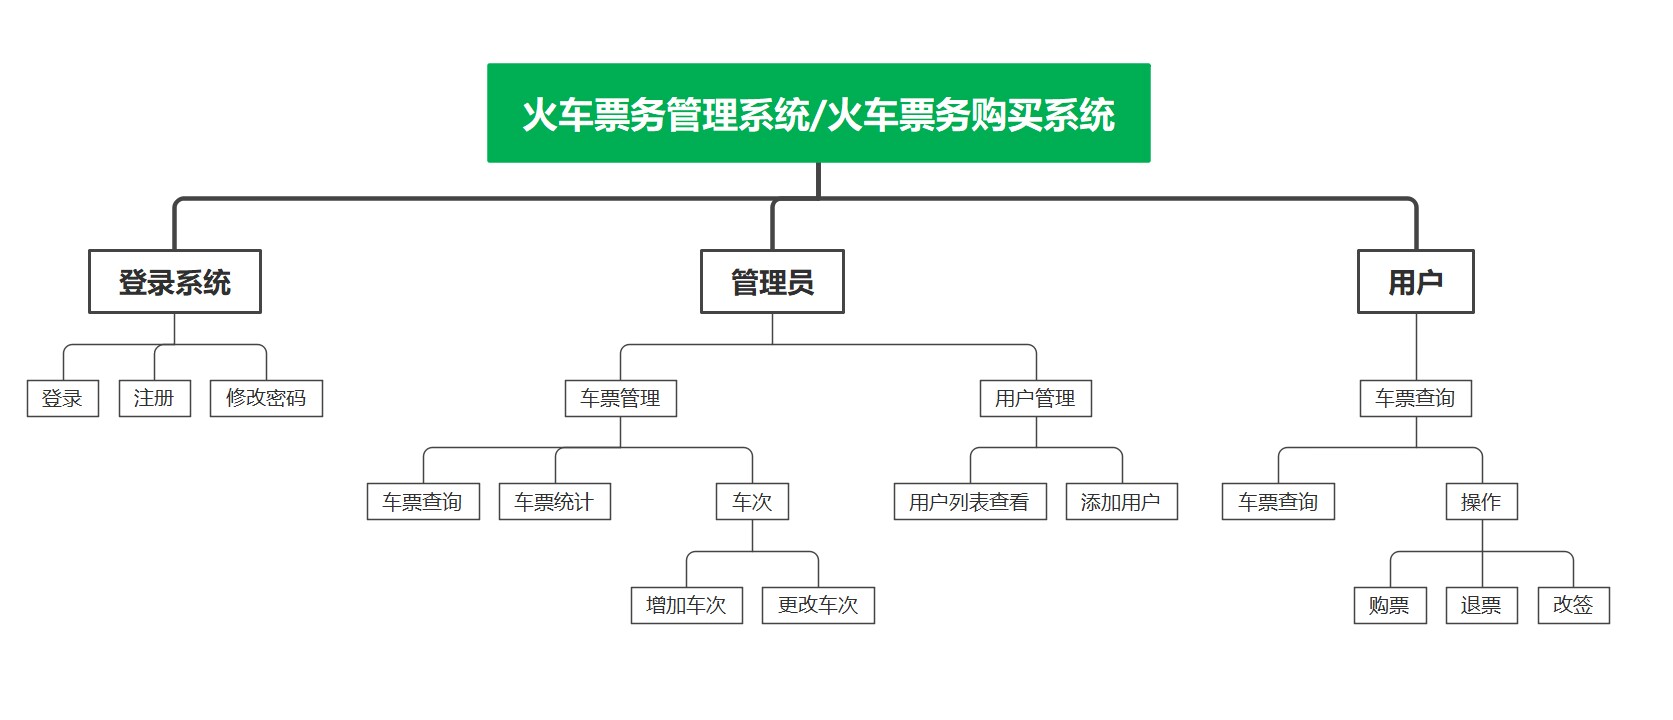 火车票务管理系统/火车票务购买系统
登录系统
管理员
用户
登录
注册
修改密码
车票管理
用户管理
车票查询
车票查询
车票统计
车次
用户列表查看
添加用户
车票查询
操作
增加车次
更改车次
购票
退票
改签